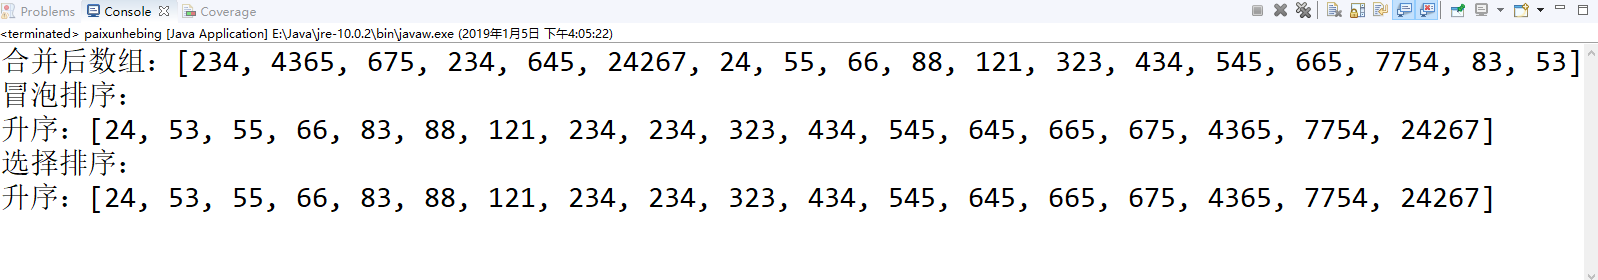 Problems Console Coverage
<terminated> paixunhebing [Java Application] E:\Java\jre-10.0.2\bin\javaw.exe (2019年1月5日 下午4:05:22)
合并后数组：[234, 4365, 675, 234, 645, 24267, 24, 55, 66, 88, 121, 323, 434, 545, 665, 7754, 83, 53]
冒泡排序：
升序：[24, 53, 55, 66, 83, 88, 121, 234, 234, 323, 434, 545, 645, 665, 675, 4365, 7754, 24267]
选择排序：
升序：[24, 53, 55, 66, 83, 88, 121, 234, 234, 323, 434, 545, 645, 665, 675, 4365, 7754, 24267]